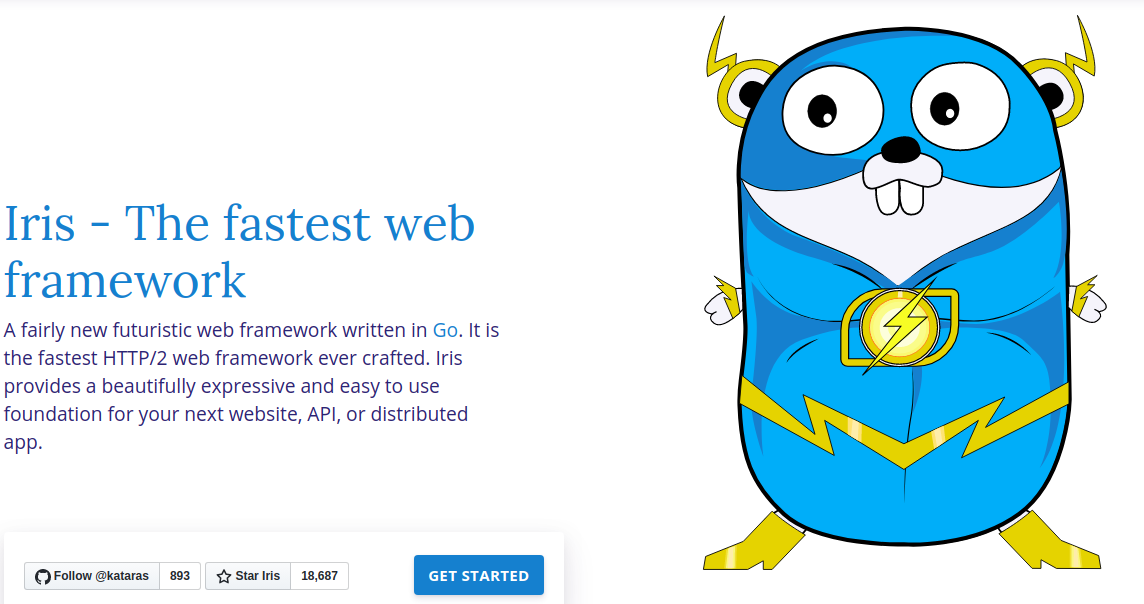 Iris - The fastest web
framework
A fairly new futuristic web framework written in Go. It is
the fastest HTTP/2 web framework ever crafted. Iris
provides a beautifully expressive and easy to use
foundation for your next website, API, or distributed
app.
Follow @kataras 893 Star Iris 18,687 GET STARTED